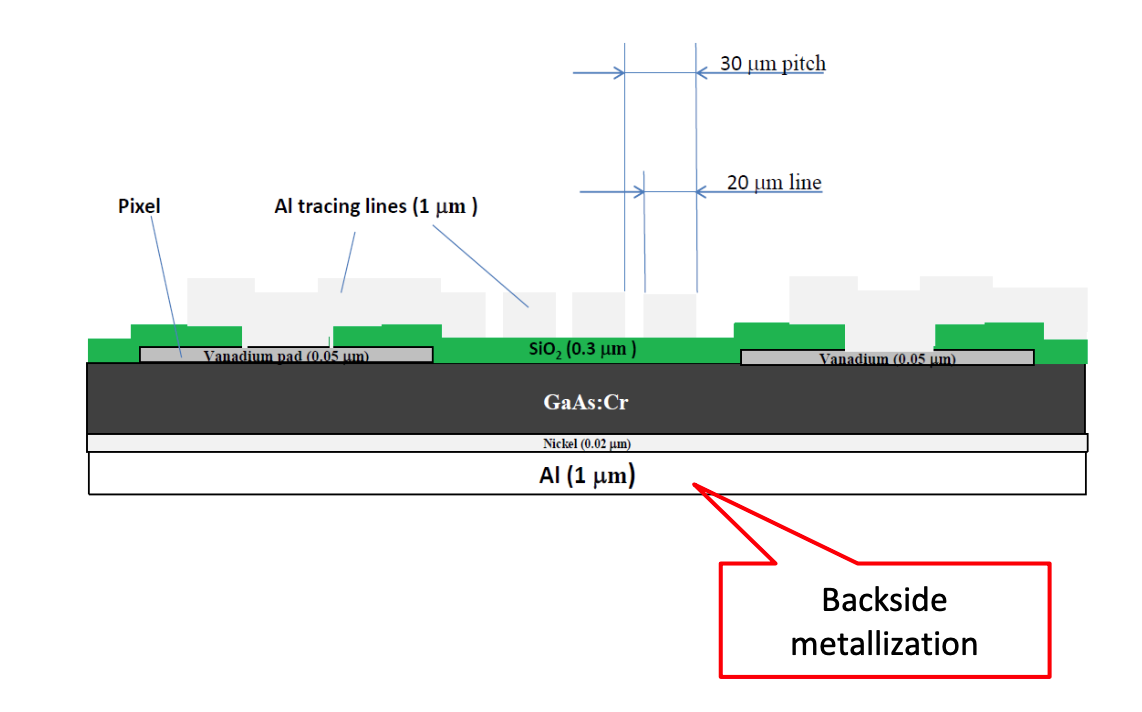 30 μm pitch
20 μm line
Pixel
Al tracing lines (1 μm )
SiO₂ (0.3 μm )
Vanadium pad (0.05 μm)
Vanadium (0.05 μm)
GaAs:Cr
Nickel (0.02 μm)
Al (1 μm)
Backside
metallization